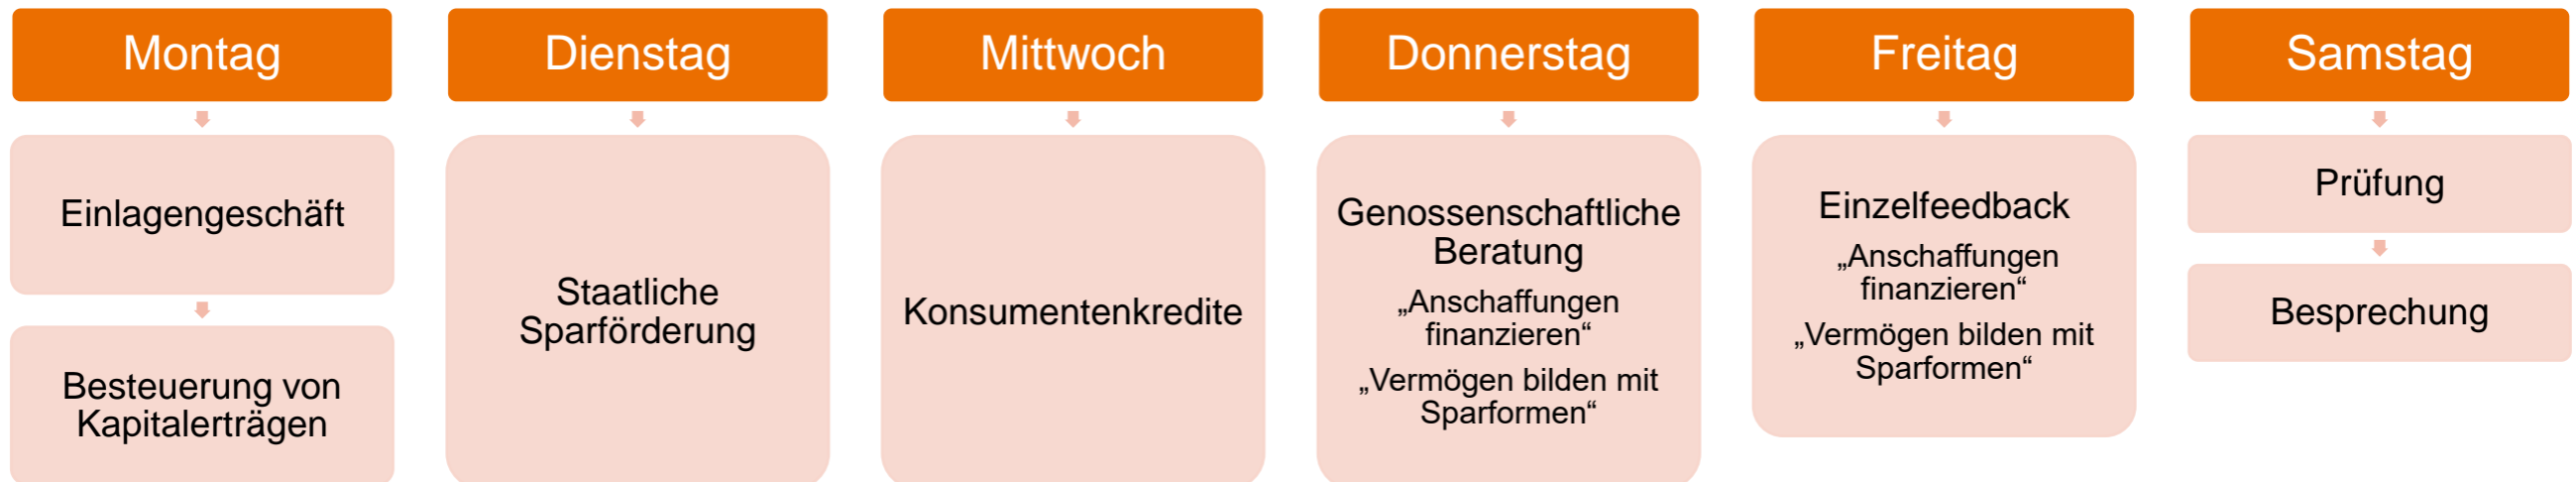 Montag
Einlagengeschäft
Besteuerung von
Kapitalerträgen
Dienstag
Staatliche
Sparförderung
Mittwoch
Konsumentenkredite
Donnerstag
Genossenschaftliche
Beratung
„Anschaffungen
finanzieren“
„Vermögen bilden mit
Sparformen“
Freitag
Einzelfeedback
„Anschaffungen
finanzieren“
„Vermögen bilden mit
Sparformen“
Samstag
Prüfung
Besprechung